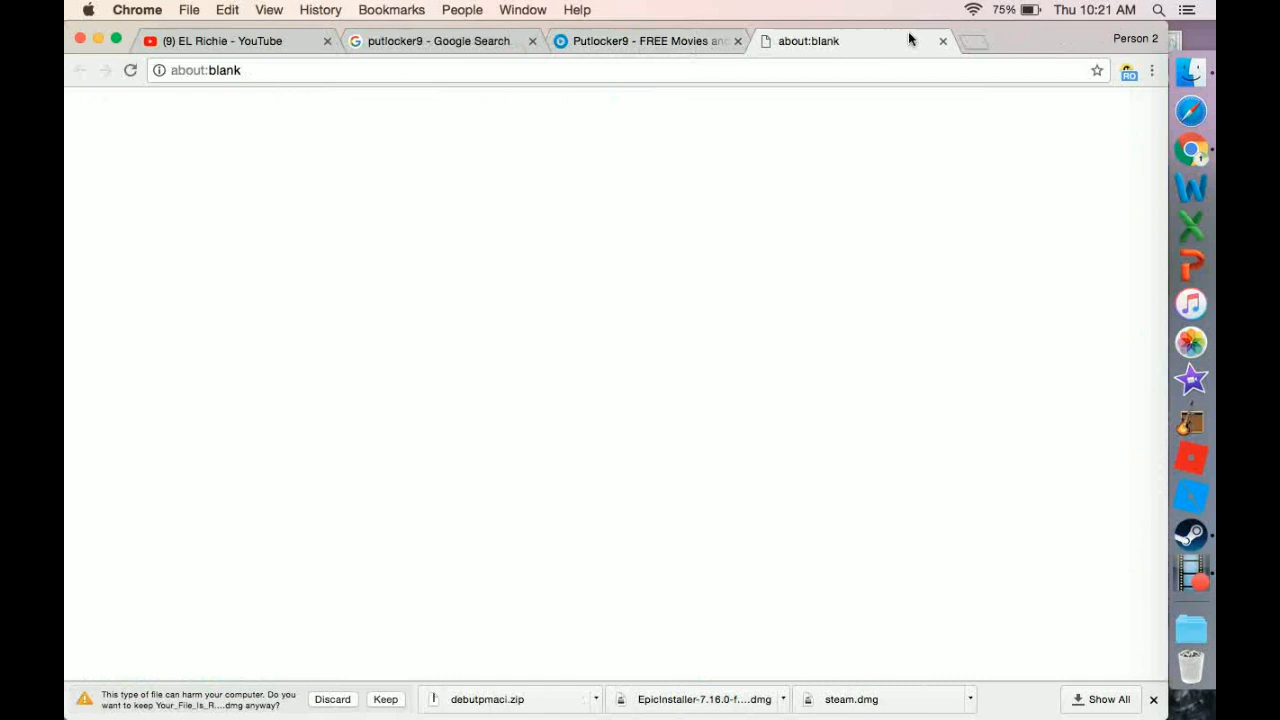 Chrome File Edit View History Bookmarks People Window Help 75% Thu 10:21 AM
(9) EL Richie - YouTube putlocker9 - Google Search Putlocker9 - FREE Movies and about:blank Person 2
about:blank RO
This type of file can harm your computer. Do you
want to keep Your_File_Is_R....dmg anyway?
Discard Keep debutpmaci.zip EpicInstaller-7.16.0-f....dmg steam.dmg Show All